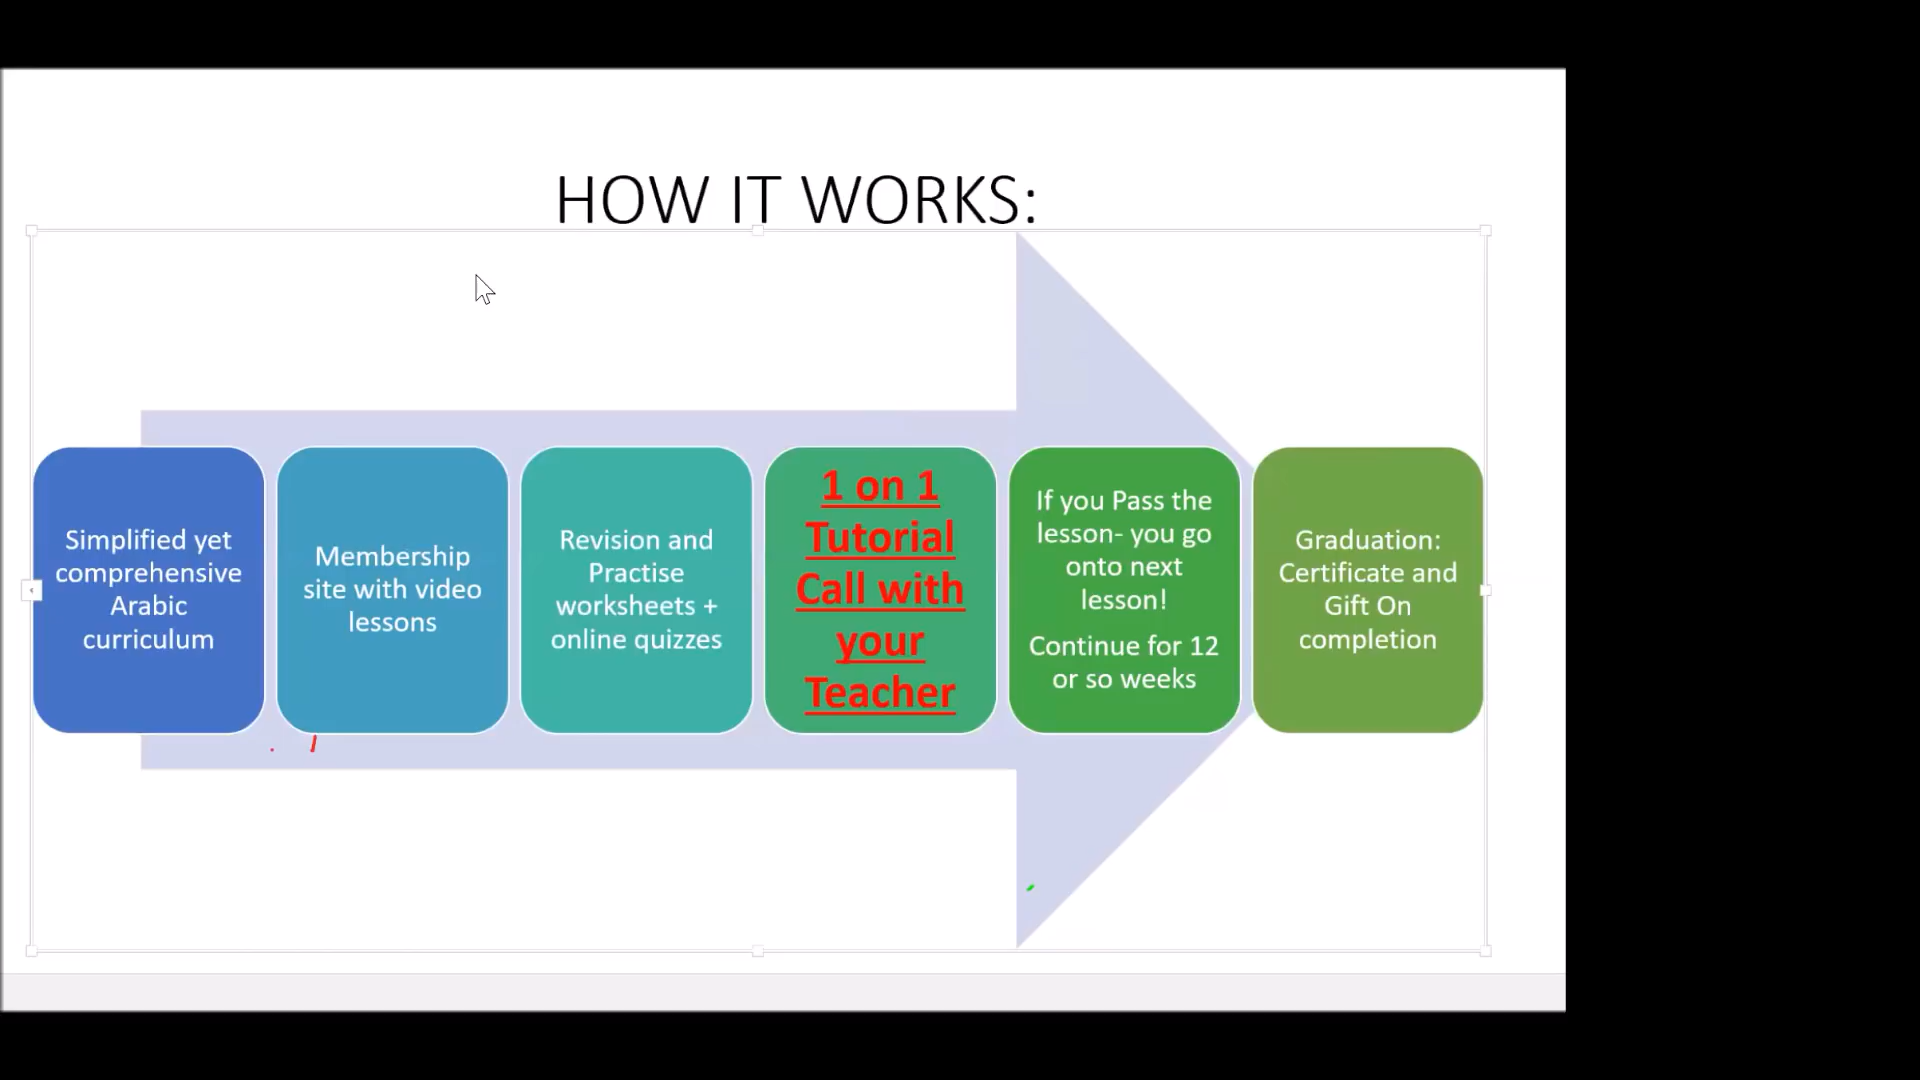 HOW IT WORKS:
Simplified yet
comprehensive
Arabic
curriculum
Membership
site with video
lessons
Revision and
Practise
worksheets +
online quizzes
1 on 1
Tutorial
Call with
your
Teacher
If you Pass the
lesson- you go
onto next
lesson!
Continue for 12
or so weeks
Graduation:
Certificate and
Gift On
completion